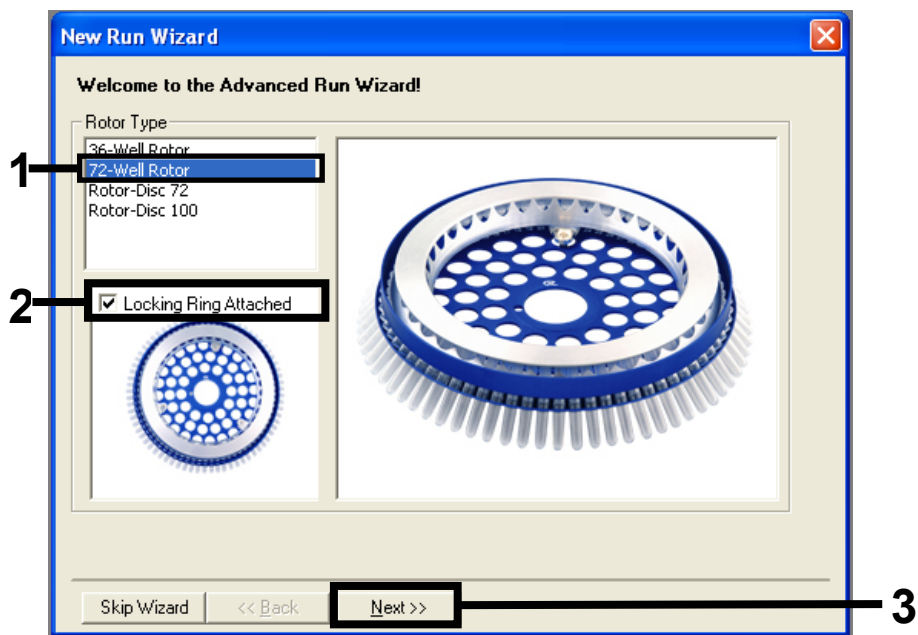 New Run Wizard
Welcome to the Advanced Run Wizard!
Rotor Type
36-Well Rotor
1
72-Well Rotor
Rotor-Disc 72
Rotor-Disc 100
2
Locking Ring Attached
Skip Wizard
<< Back
Next >>
3